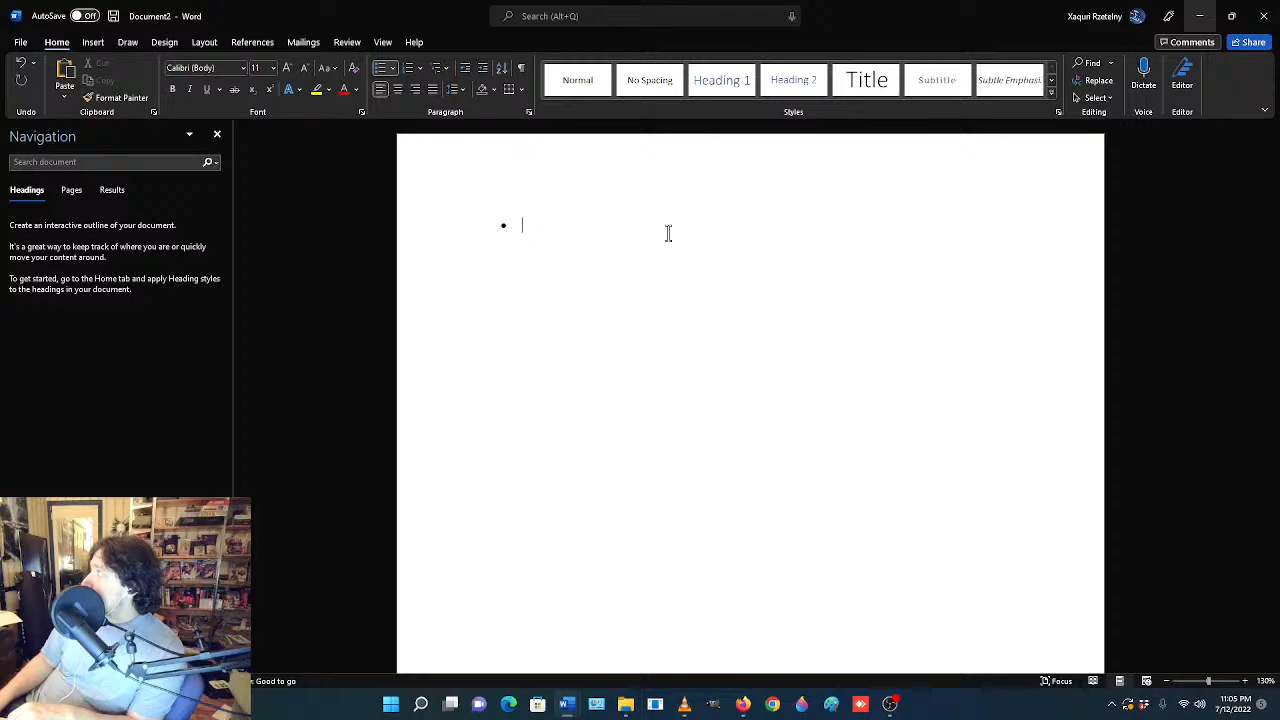 AutoSave Off Document2 - Word Search (Alt+Q) Xaquri Rzetelny
File Home Insert Draw Design Layout References Mailings Review View Help Comments Share
Paste Cut Copy Format Painter
Calibri (Body) 11 Aa
Normal No Spacing Heading 1 Heading 2 Title Subtitle Subtle Emphasi
Find Replace Select Dictate Editor
Undo Clipboard Font Paragraph Styles Editing Voice Editor
Navigation
Search document
Headings Pages Results
Create an interactive outline of your document.
It's a great way to keep track of where you are or quickly
move your content around.
To get started, go to the Home tab and apply Heading styles
to the headings in your document.
Good to go Focus 130%
11:05 PM
7/12/2022